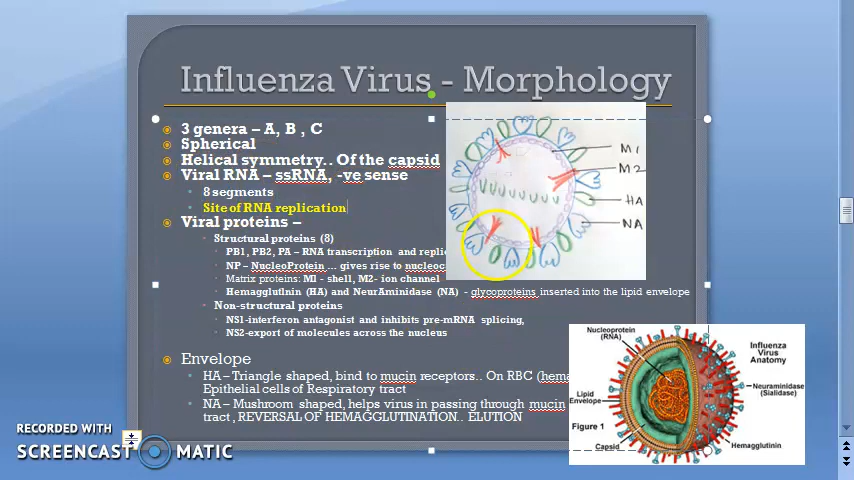 Influenza Virus - Morphology
3 genera – A, B , C
Spherical
Helical symmetry.. Of the capsid
Viral RNA – ssRNA, -ve sense
8 segments
Site of RNA replication
Viral proteins –
Structural proteins (8)
PB1, PB2, PA – RNA transcription and replic
NP – NucleoProtein… gives rise to nucleoc
Matrix proteins: M1 - shell, M2- ion channel
Hemagglutinin (HA) and NeurAminidase (NA) - glycoproteins inserted into the lipid envelope
Non-structural proteins
NS1-interferon antagonist and inhibits pre-mRNA splicing,
NS2-export of molecules across the nucleus
Envelope
HA – Triangle shaped, bind to mucin receptors.. On RBC (hema
Epithelial cells of Respiratory tract
NA – Mushroom shaped, helps virus in passing through mucin
tract , REVERSAL OF HEMAGGLUTINATION.. ELUTION
M1
M2
HA
NA
Nucleoprotein
(RNA)
Influenza
Virus
Anatomy
Neuraminidase
(Sialidase)
Lipid
Envelope
Figure 1
Capsid
Hemagglutinin
RECORDED WITH
SCREENCAST MATIC